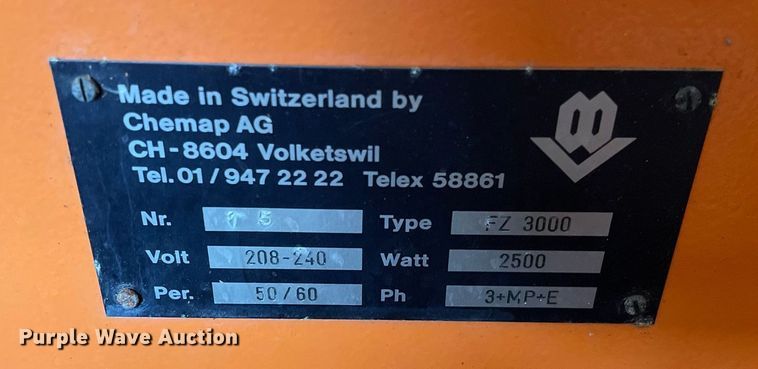 Made in Switzerland by
Chemap AG
CH-8604 Volketswil
Tel. 01/947 22 22 Telex 58861
Nr. Type FZ 3000
Volt 208-240 Watt 2500
Per. 50/60 Ph 3+MP+E
Purple Wave Auction